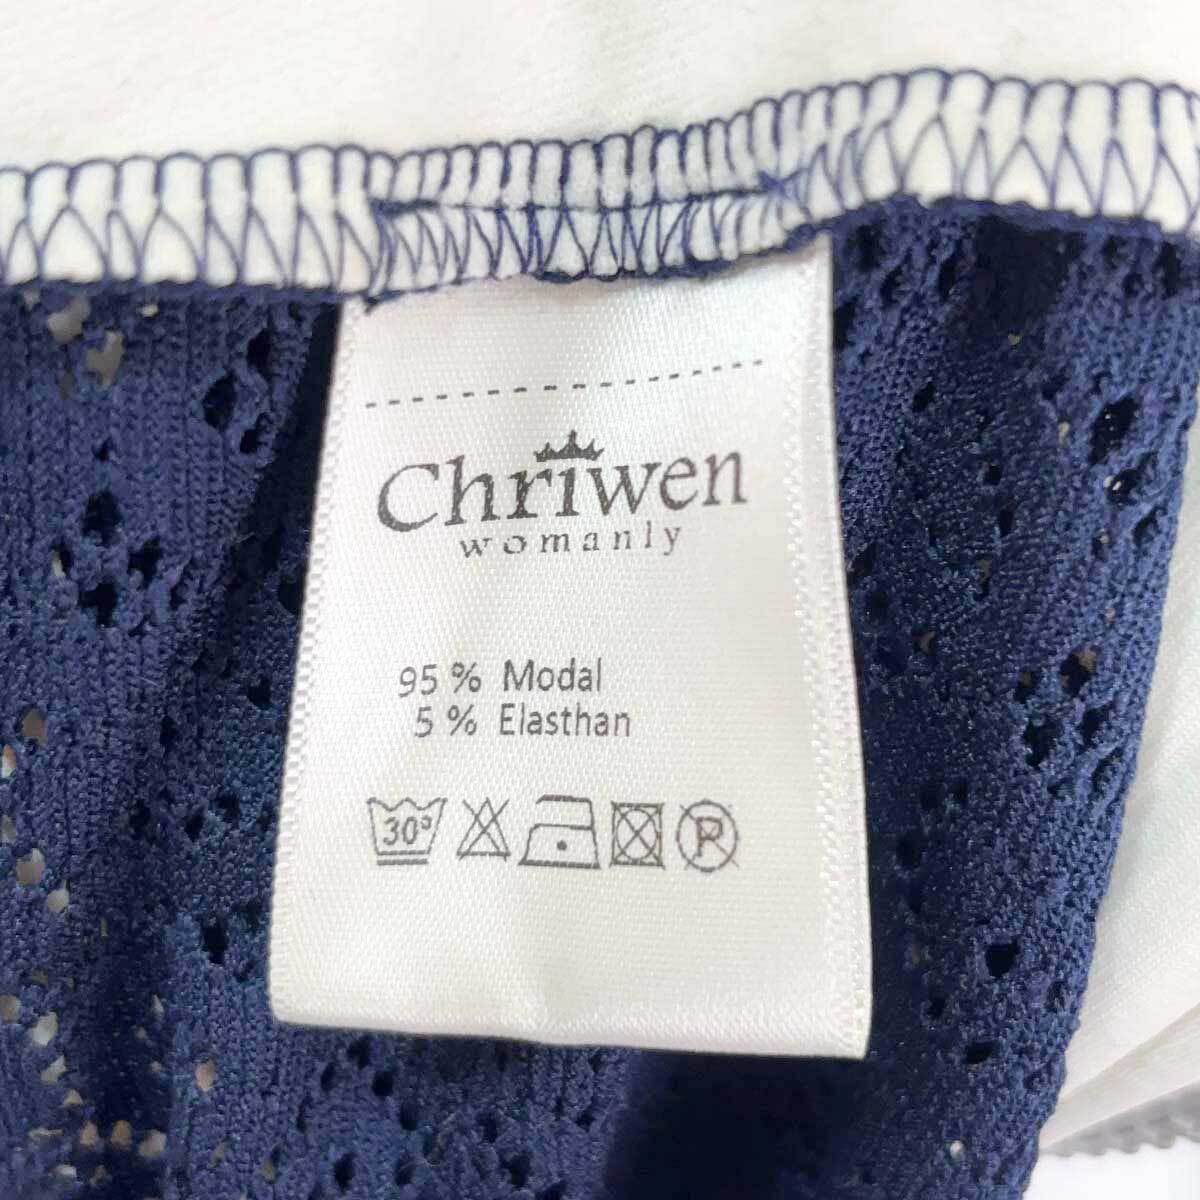 Chriwen
womanly
95 % Modal
5 % Elasthan
30° P